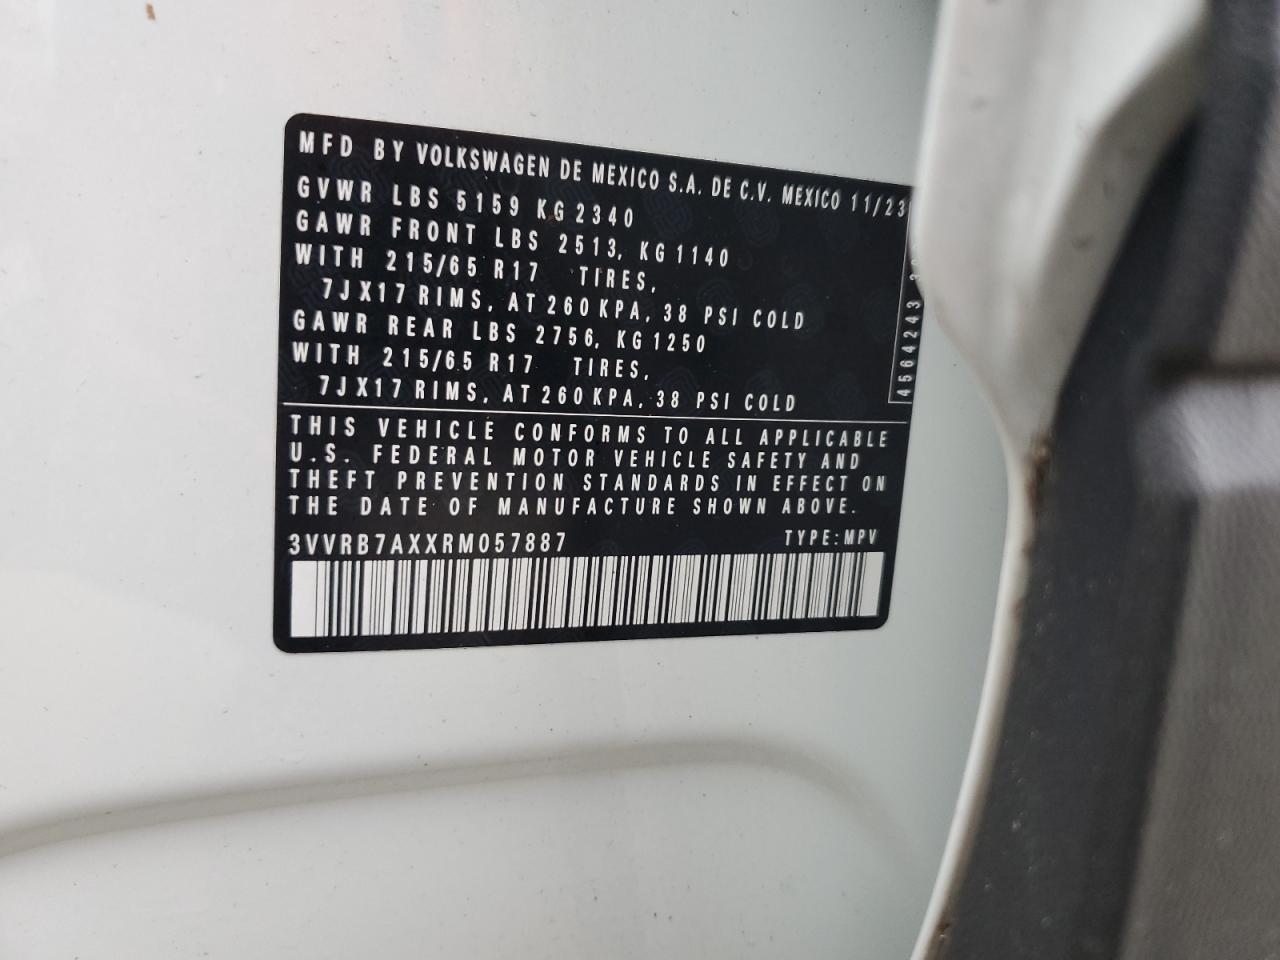 MFD BY VOLKSWAGEN DE MEXICO S.A. DE C.V. MEXICO 11/23
GVWR LBS 5159 KG 2340
GAWR FRONT LBS 2513, KG 1140
WITH 215/65 R17 TIRES,
7JX17 RIMS, AT 260 KPA, 38 PSI COLD
GAWR REAR LBS 2756, KG 1250
WITH 215/65 R17 TIRES,
7JX17 RIMS, AT 260 KPA, 38 PSI COLD
4564243
THIS VEHICLE CONFORMS TO ALL APPLICABLE
U.S. FEDERAL MOTOR VEHICLE SAFETY AND
THEFT PREVENTION STANDARDS IN EFFECT ON
THE DATE OF MANUFACTURE SHOWN ABOVE.
3VVRB7AXXRM057887 TYPE: MPV